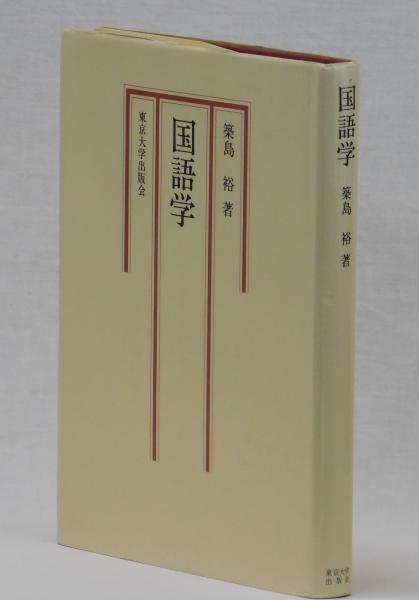 築島 裕 著
国語学
東京大学出版会
国語学 築島 裕 著
東京大学
出版会